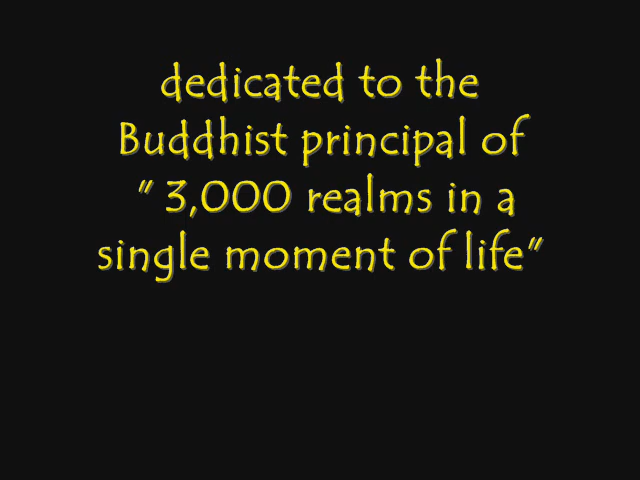 dedicated to the
Buddhist principal of
" 3,000 realms in a
single moment of life"